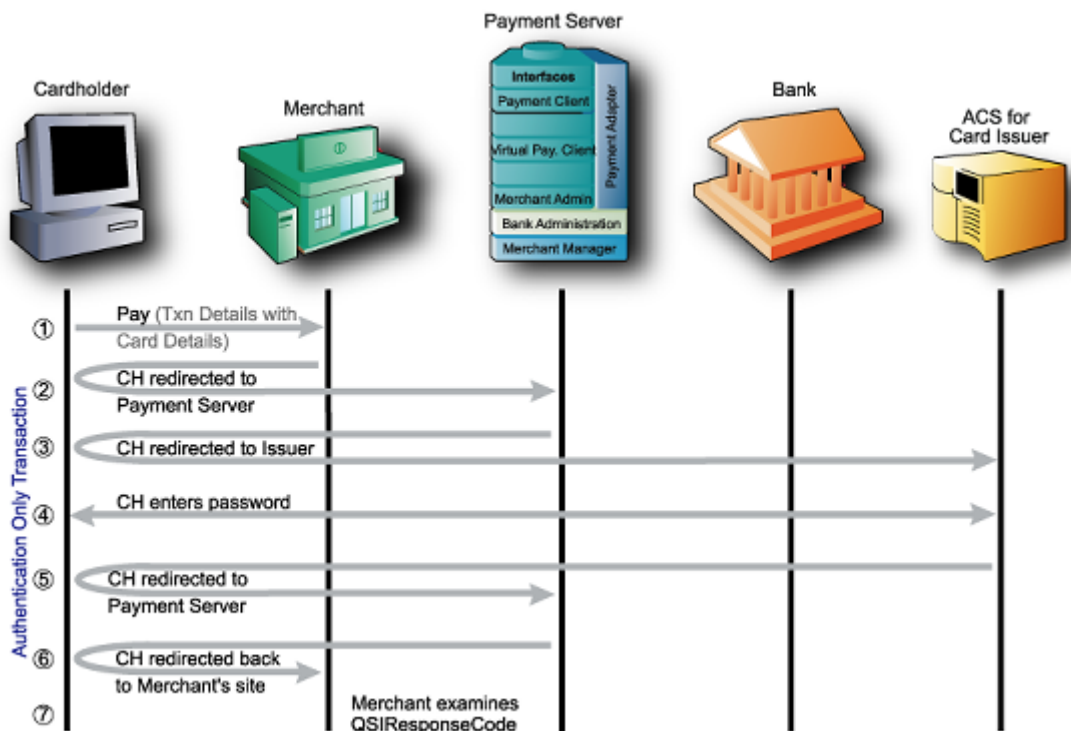 Payment Server
Cardholder
Merchant
Bank
ACS for
Card Issuer
Interfaces
Payment Client
Virtual Pay. Client
Merchant Admin
Payment Adapter
Bank Administration
Merchant Manager
Authentication Only Transaction
① Pay (Txn Details with
Card Details)
② CH redirected to
Payment Server
③ CH redirected to Issuer
④ CH enters password
⑤ CH redirected to
Payment Server
⑥ CH redirected back
to Merchant's site
⑦ Merchant examines
QSIResponseCode